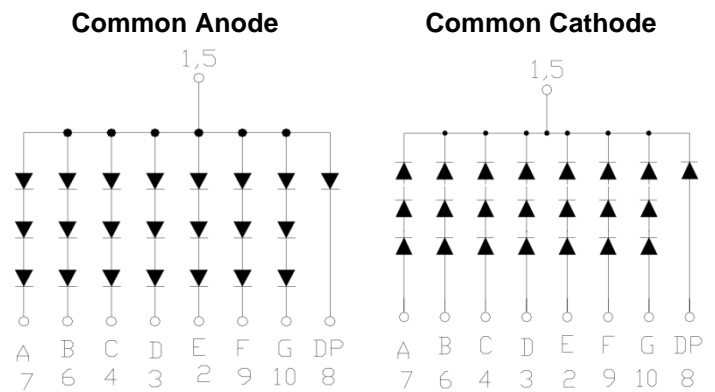 Common Anode
1,5
A B C D E F G DP
7 6 4 3 2 9 10 8
Common Cathode
1,5
A B C D E F G DP
7 6 4 3 2 9 10 8